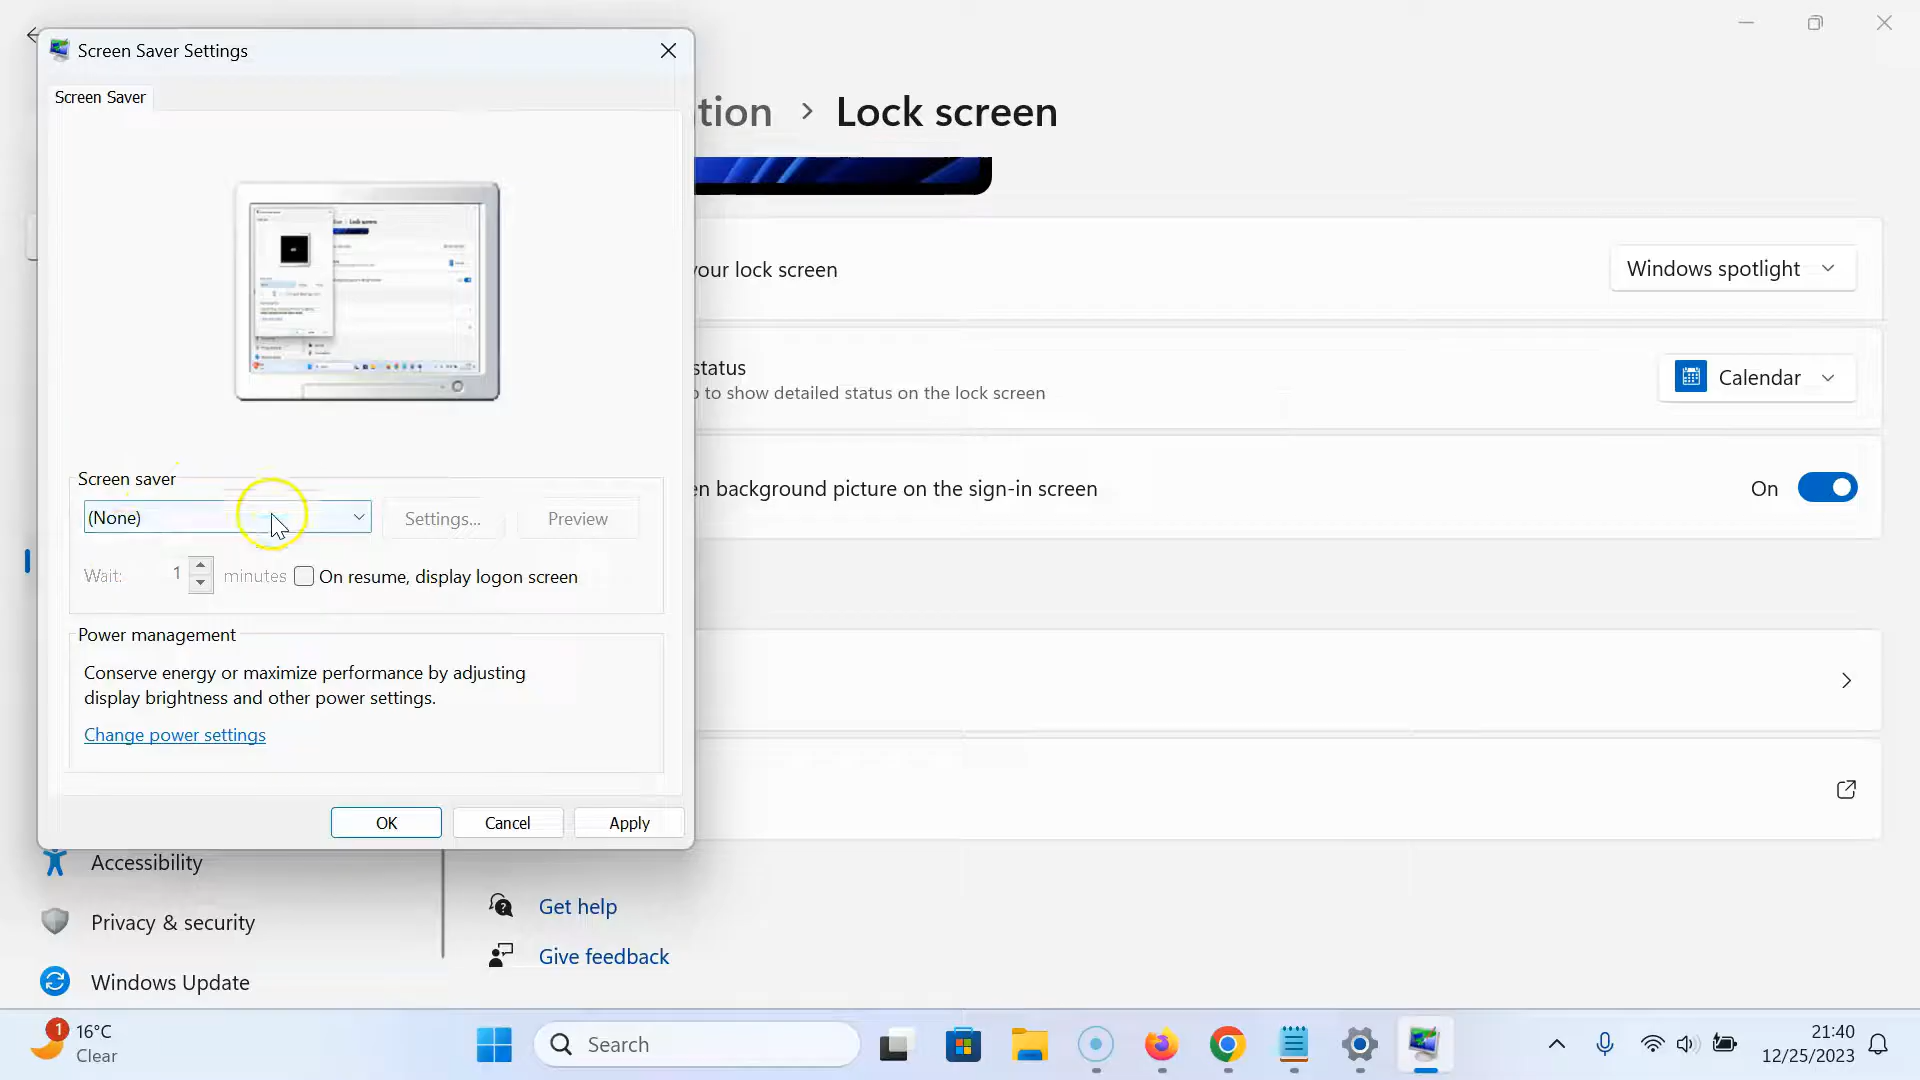 Screen Saver Settings
Screen Saver
tion > Lock screen
your lock screen
Windows spotlight
status
to show detailed status on the lock screen
Calendar
Screen saver
(None)
Settings...
Preview
background picture on the sign-in screen
On
Wait:
1
minutes
On resume, display logon screen
Power management
Conserve energy or maximize performance by adjusting
display brightness and other power settings.
Change power settings
OK
Cancel
Apply
Accessibility
Get help
Privacy & security
Give feedback
Windows Update
1
16°C
Clear
Search
21:40
12/25/2023